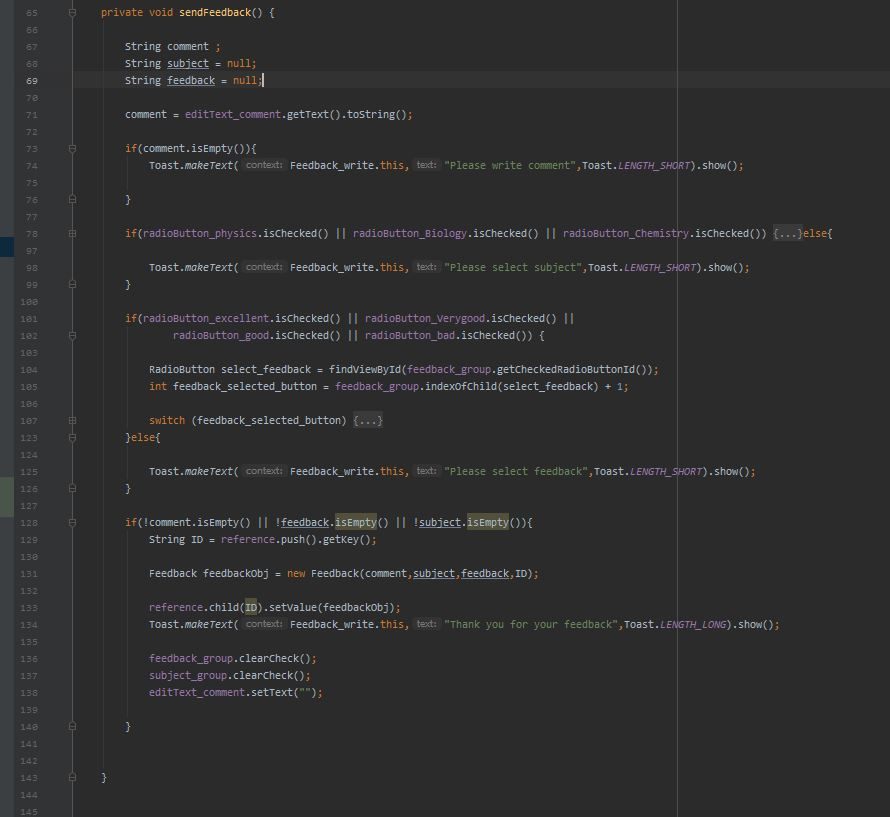 65 private void sendFeedback() {
66
67 String comment ;
68 String subject = null;
69 String feedback = null;
70
71 comment = editText_comment.getText().toString();
72
73 if(comment.isEmpty()){
74 Toast.makeText( context: Feedback_write.this, text: "Please write comment",Toast.LENGTH_SHORT).show();
75
76 }
77
78 if(radioButton_physics.isChecked() || radioButton_Biology.isChecked() || radioButton_Chemistry.isChecked()) {...}else{
97
98 Toast.makeText( context: Feedback_write.this, text: "Please select subject",Toast.LENGTH_SHORT).show();
99 }
100
101 if(radioButton_excellent.isChecked() || radioButton_Verygood.isChecked() ||
102 radioButton_good.isChecked() || radioButton_bad.isChecked()) {
103
104 RadioButton select_feedback = findViewById(feedback_group.getCheckedRadioButtonId());
105 int feedback_selected_button = feedback_group.indexOfChild(select_feedback) + 1;
106
107 switch (feedback_selected_button) {...}
123 }else{
124
125 Toast.makeText( context: Feedback_write.this, text: "Please select feedback",Toast.LENGTH_SHORT).show();
126 }
127
128 if(!comment.isEmpty() || !feedback.isEmpty() || !subject.isEmpty()){
129 String ID = reference.push().getKey();
130
131 Feedback feedbackObj = new Feedback(comment,subject,feedback,ID);
132
133 reference.child(ID).setValue(feedbackObj);
134 Toast.makeText( context: Feedback_write.this, text: "Thank you for your feedback",Toast.LENGTH_LONG).show();
135
136 feedback_group.clearCheck();
137 subject_group.clearCheck();
138 editText_comment.setText("");
139
140 }
141
142
143 }
144
145